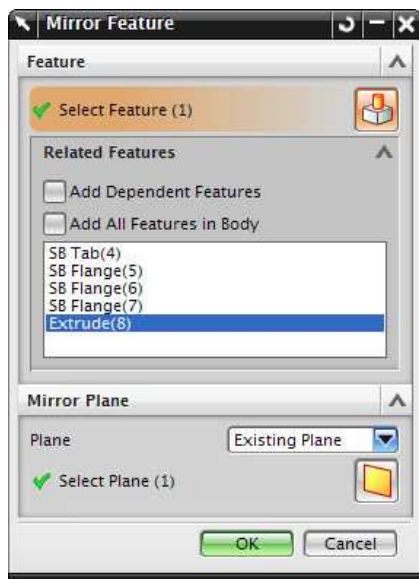 Mirror Feature
Feature
Select Feature (1)
Related Features
Add Dependent Features
Add All Features in Body
SB Tab(4)
SB Flange(5)
SB Flange(6)
SB Flange(7)
Extrude(8)
Mirror Plane
Plane Existing Plane
Select Plane (1)
OK Cancel